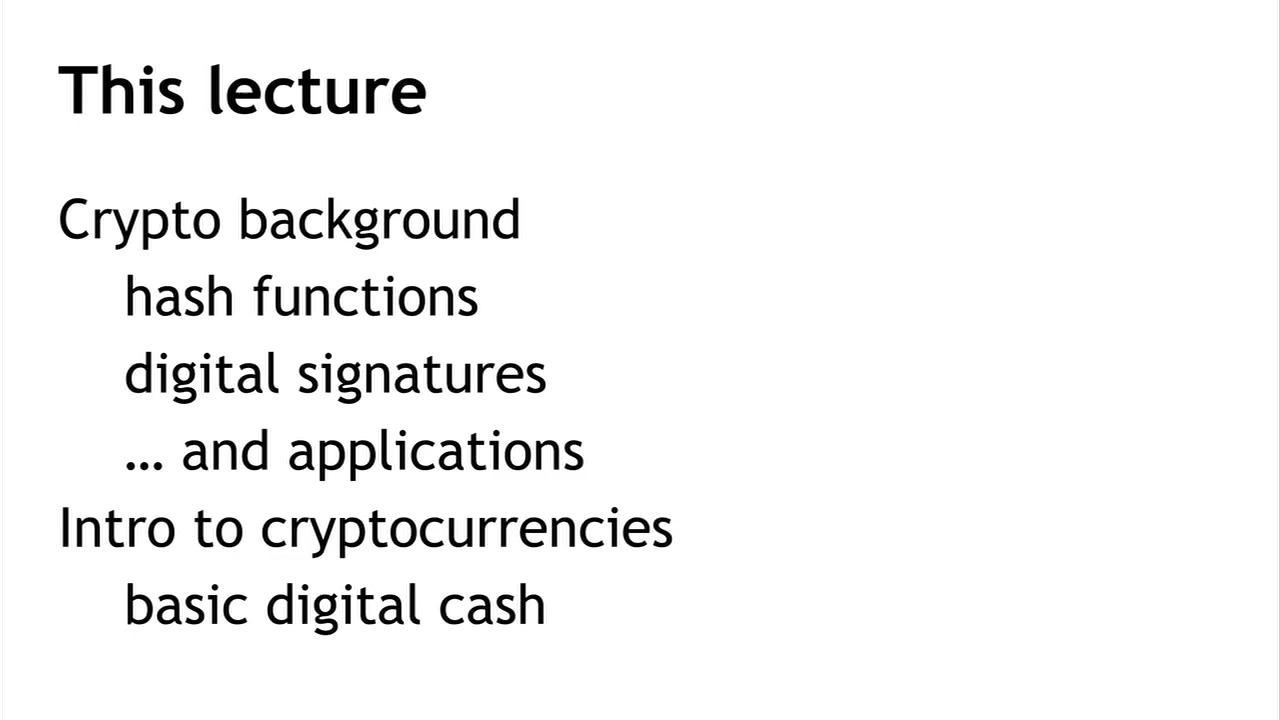 This lecture
Crypto background
hash functions
digital signatures
… and applications
Intro to cryptocurrencies
basic digital cash